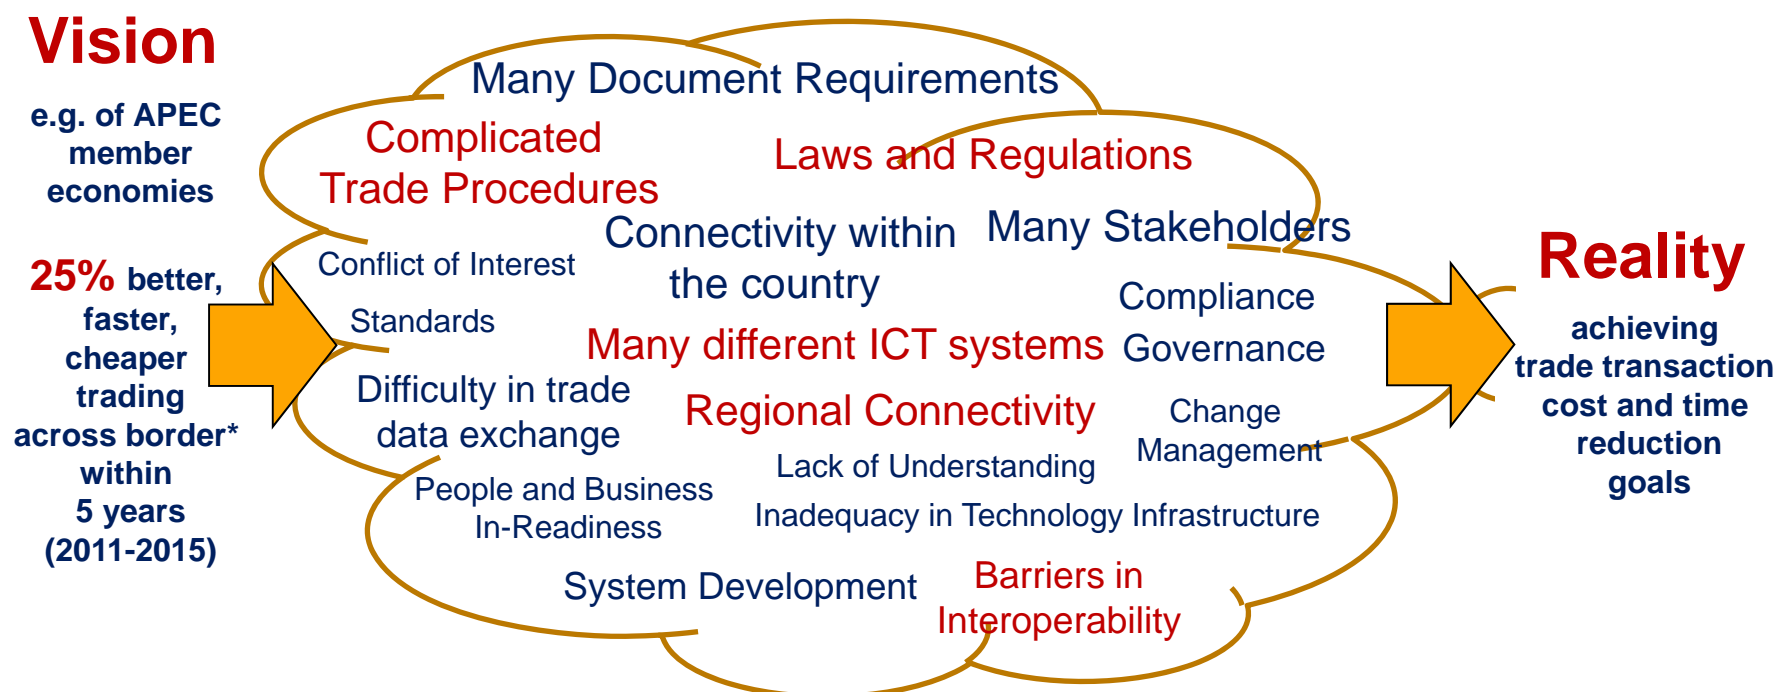 Vision
e.g. of APEC
member
economies
25% better,
faster,
cheaper
trading
across border*
within
5 years
(2011-2015)
Many Document Requirements
Complicated
Trade Procedures
Laws and Regulations
Connectivity within
the country
Many Stakeholders
Conflict of Interest
Standards
Compliance
Many different ICT systems
Governance
Difficulty in trade
data exchange
Regional Connectivity
Change
Management
Lack of Understanding
People and Business
In-Readiness
Inadequacy in Technology Infrastructure
System Development
Barriers in
Interoperability
Reality
achieving
trade transaction
cost and time
reduction
goals